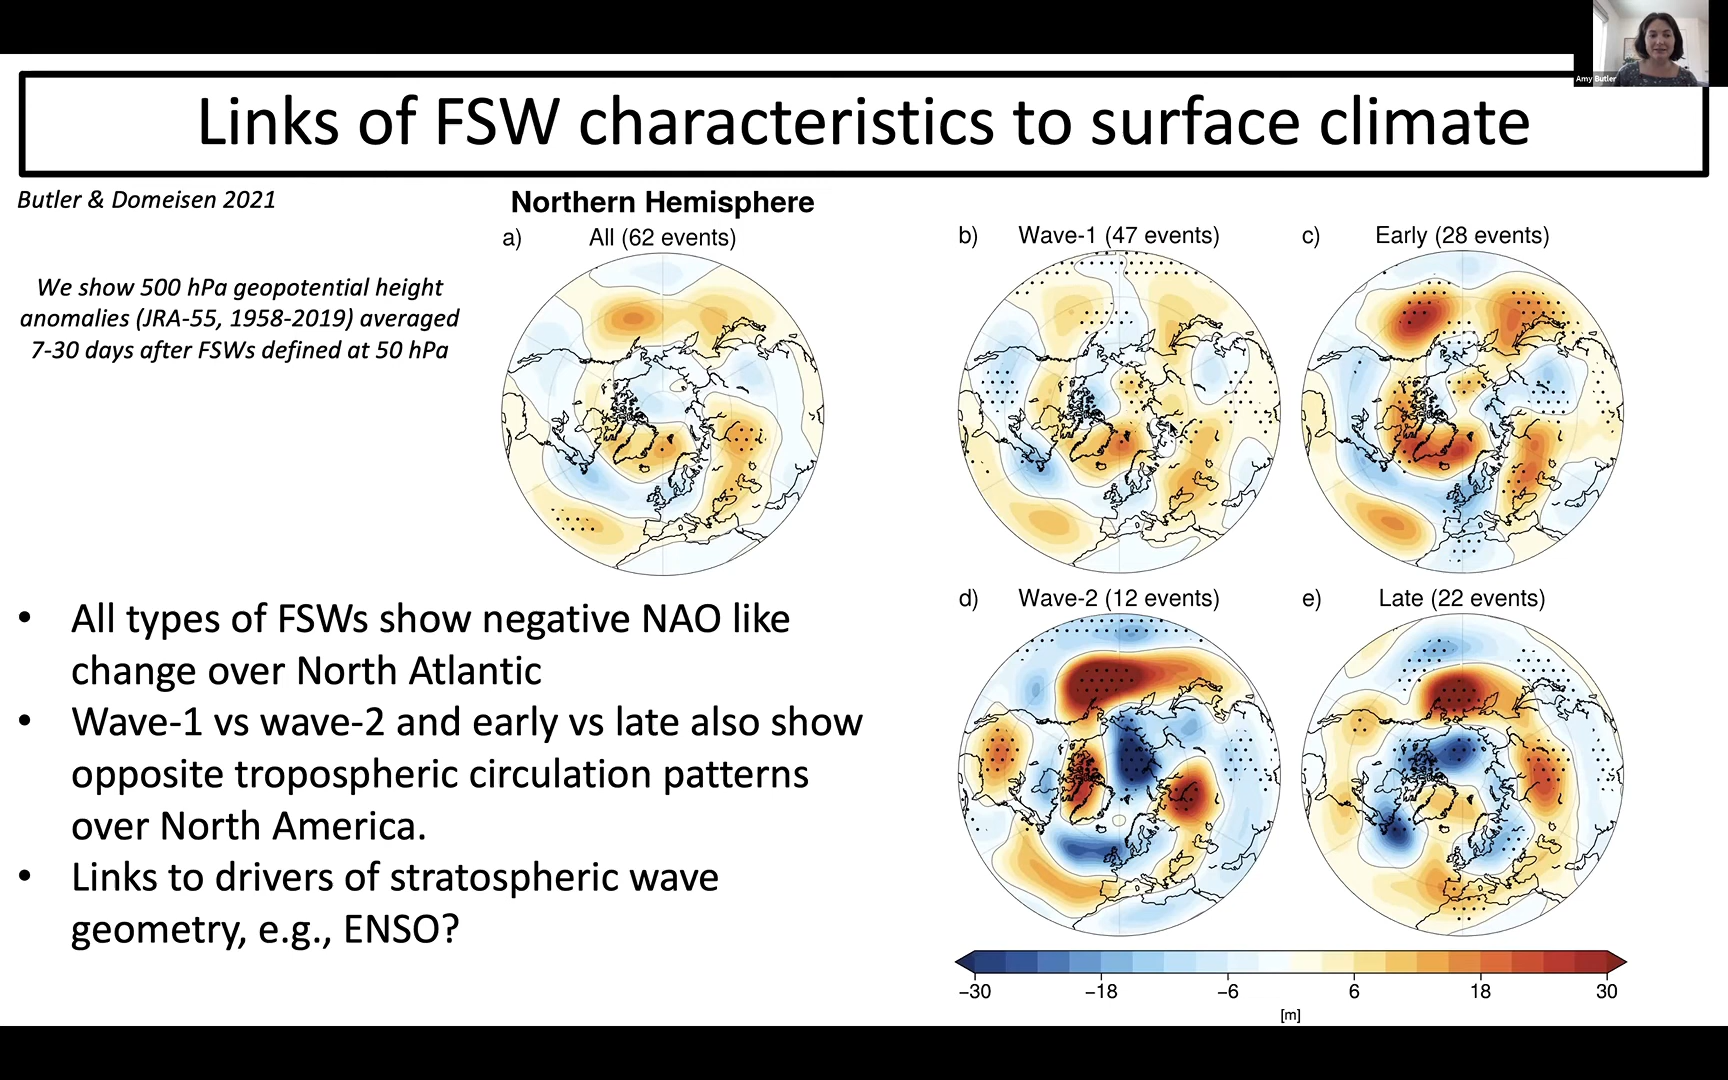 Amy Butler
Links of FSW characteristics to surface climate
Butler & Domeisen 2021
We show 500 hPa geopotential height
anomalies (JRA-55, 1958-2019) averaged
7-30 days after FSWs defined at 50 hPa
Northern Hemisphere
a) All (62 events)
b) Wave-1 (47 events)
c) Early (28 events)
d) Wave-2 (12 events)
e) Late (22 events)
• All types of FSWs show negative NAO like
change over North Atlantic
• Wave-1 vs wave-2 and early vs late also show
opposite tropospheric circulation patterns
over North America.
• Links to drivers of stratospheric wave
geometry, e.g., ENSO?
−30 −18 −6 6 18 30
[m]